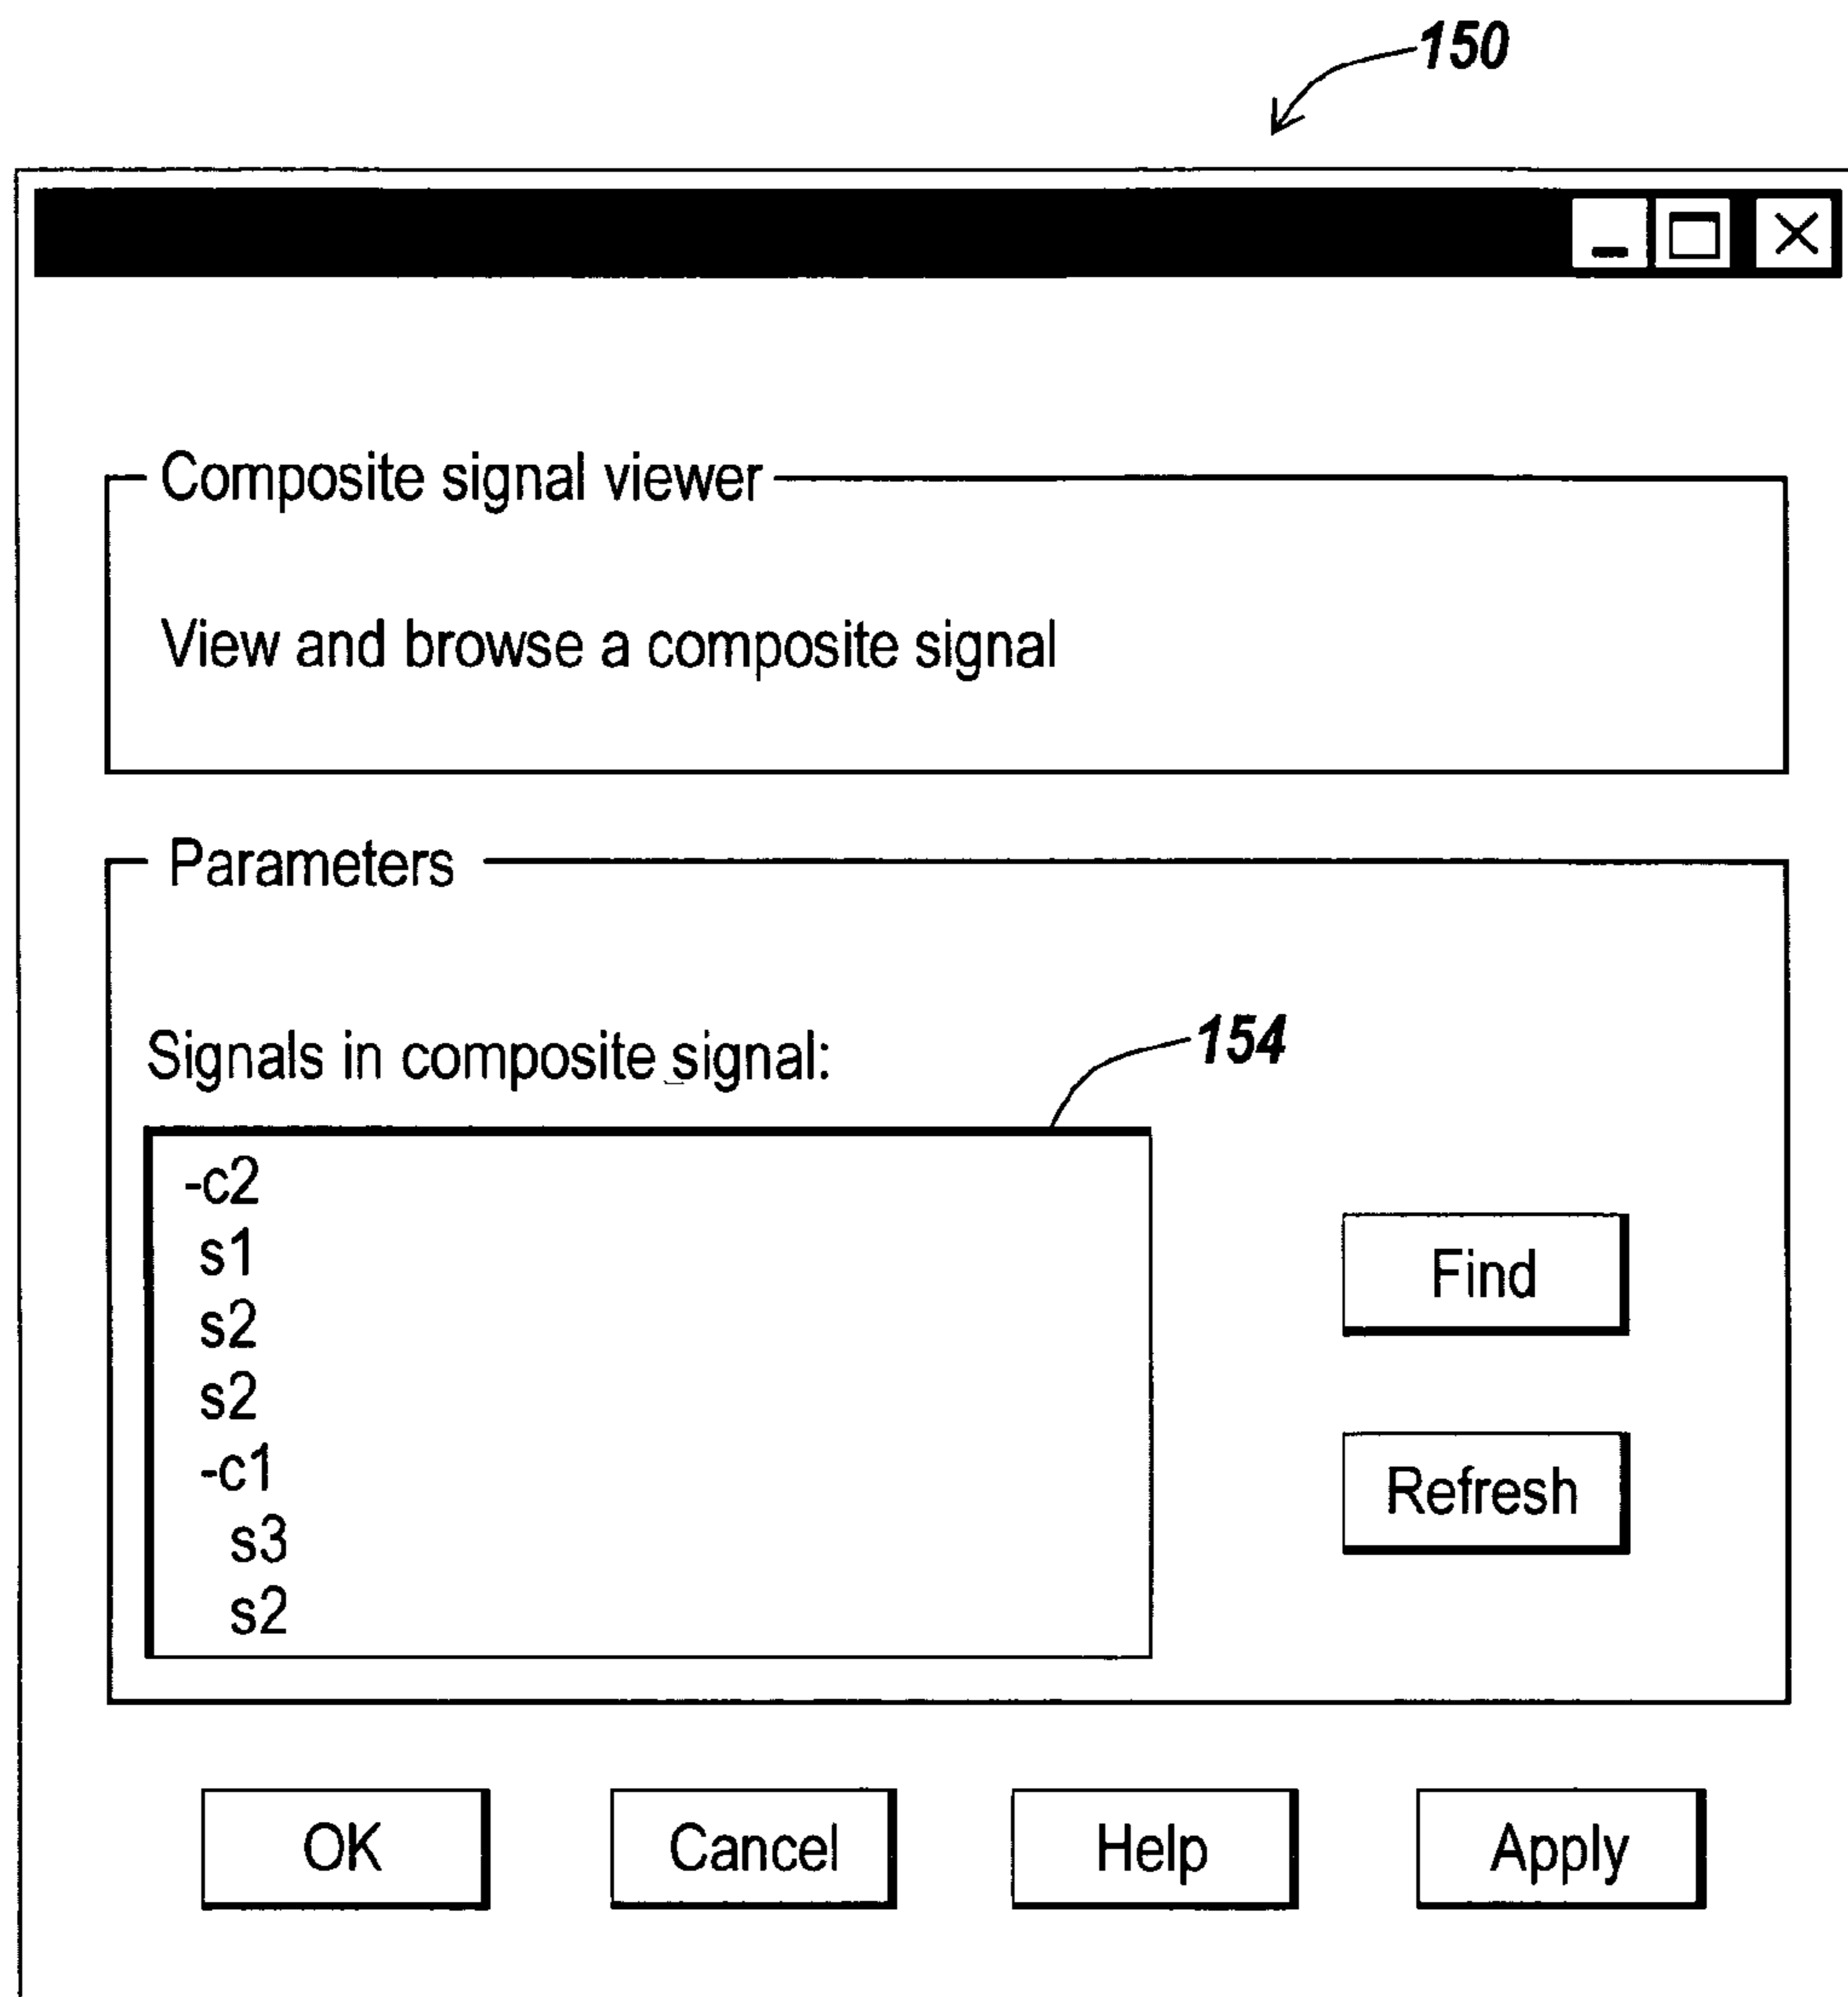 150
Composite signal viewer
View and browse a composite signal
Parameters
Signals in composite signal:
154
-c2
s1
s2
s2
-c1
s3
s2
Find
Refresh
OK
Cancel
Help
Apply